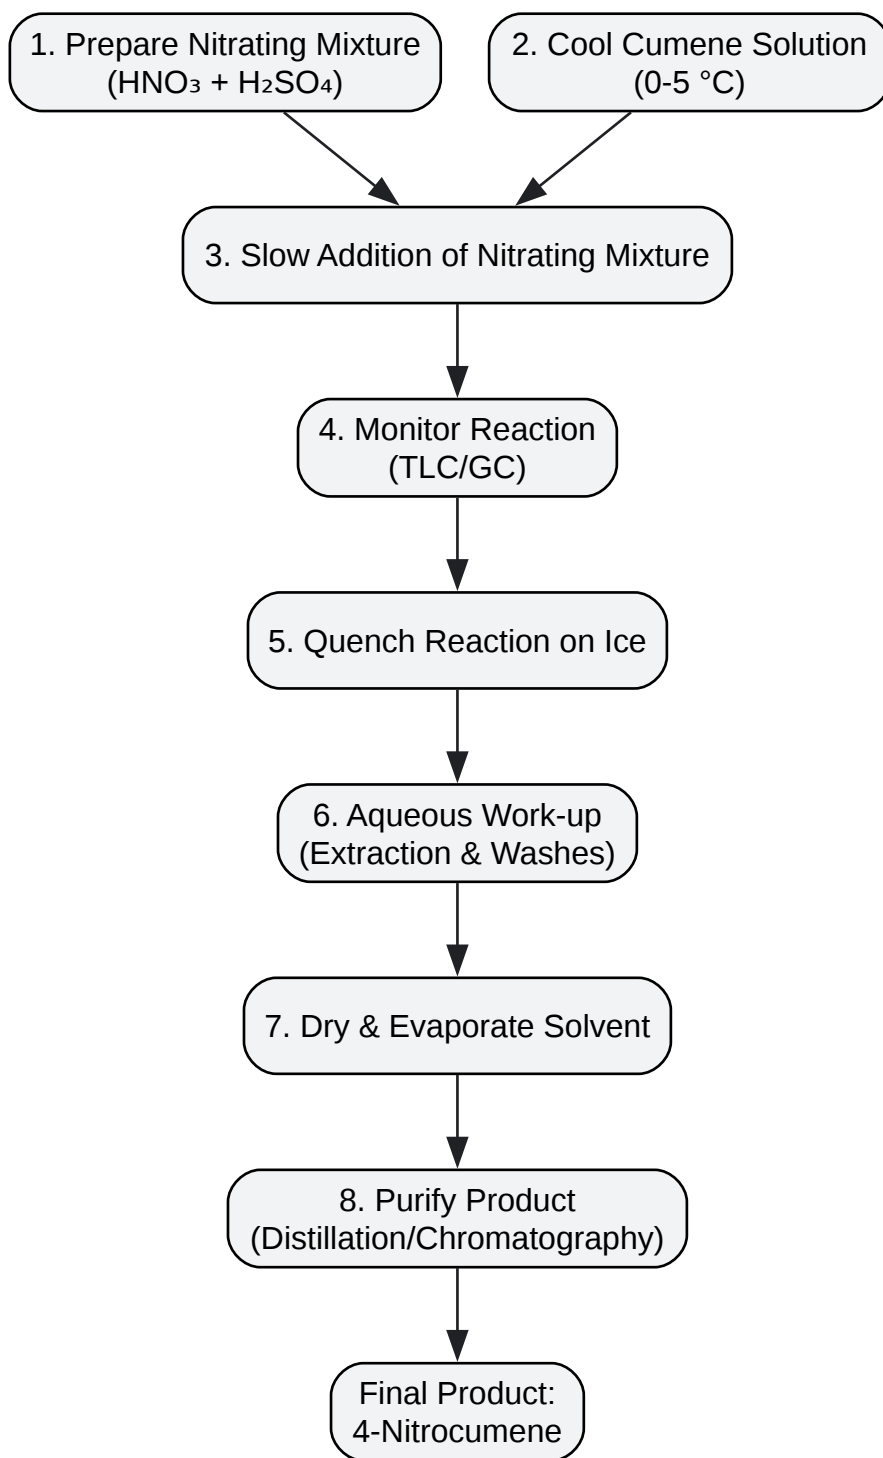 1. Prepare Nitrating Mixture
(HNO₃ + H₂SO₄)
2. Cool Cumene Solution
(0-5 °C)
3. Slow Addition of Nitrating Mixture
4. Monitor Reaction
(TLC/GC)
5. Quench Reaction on Ice
6. Aqueous Work-up
(Extraction & Washes)
7. Dry & Evaporate Solvent
8. Purify Product
(Distillation/Chromatography)
Final Product:
4-Nitrocumene